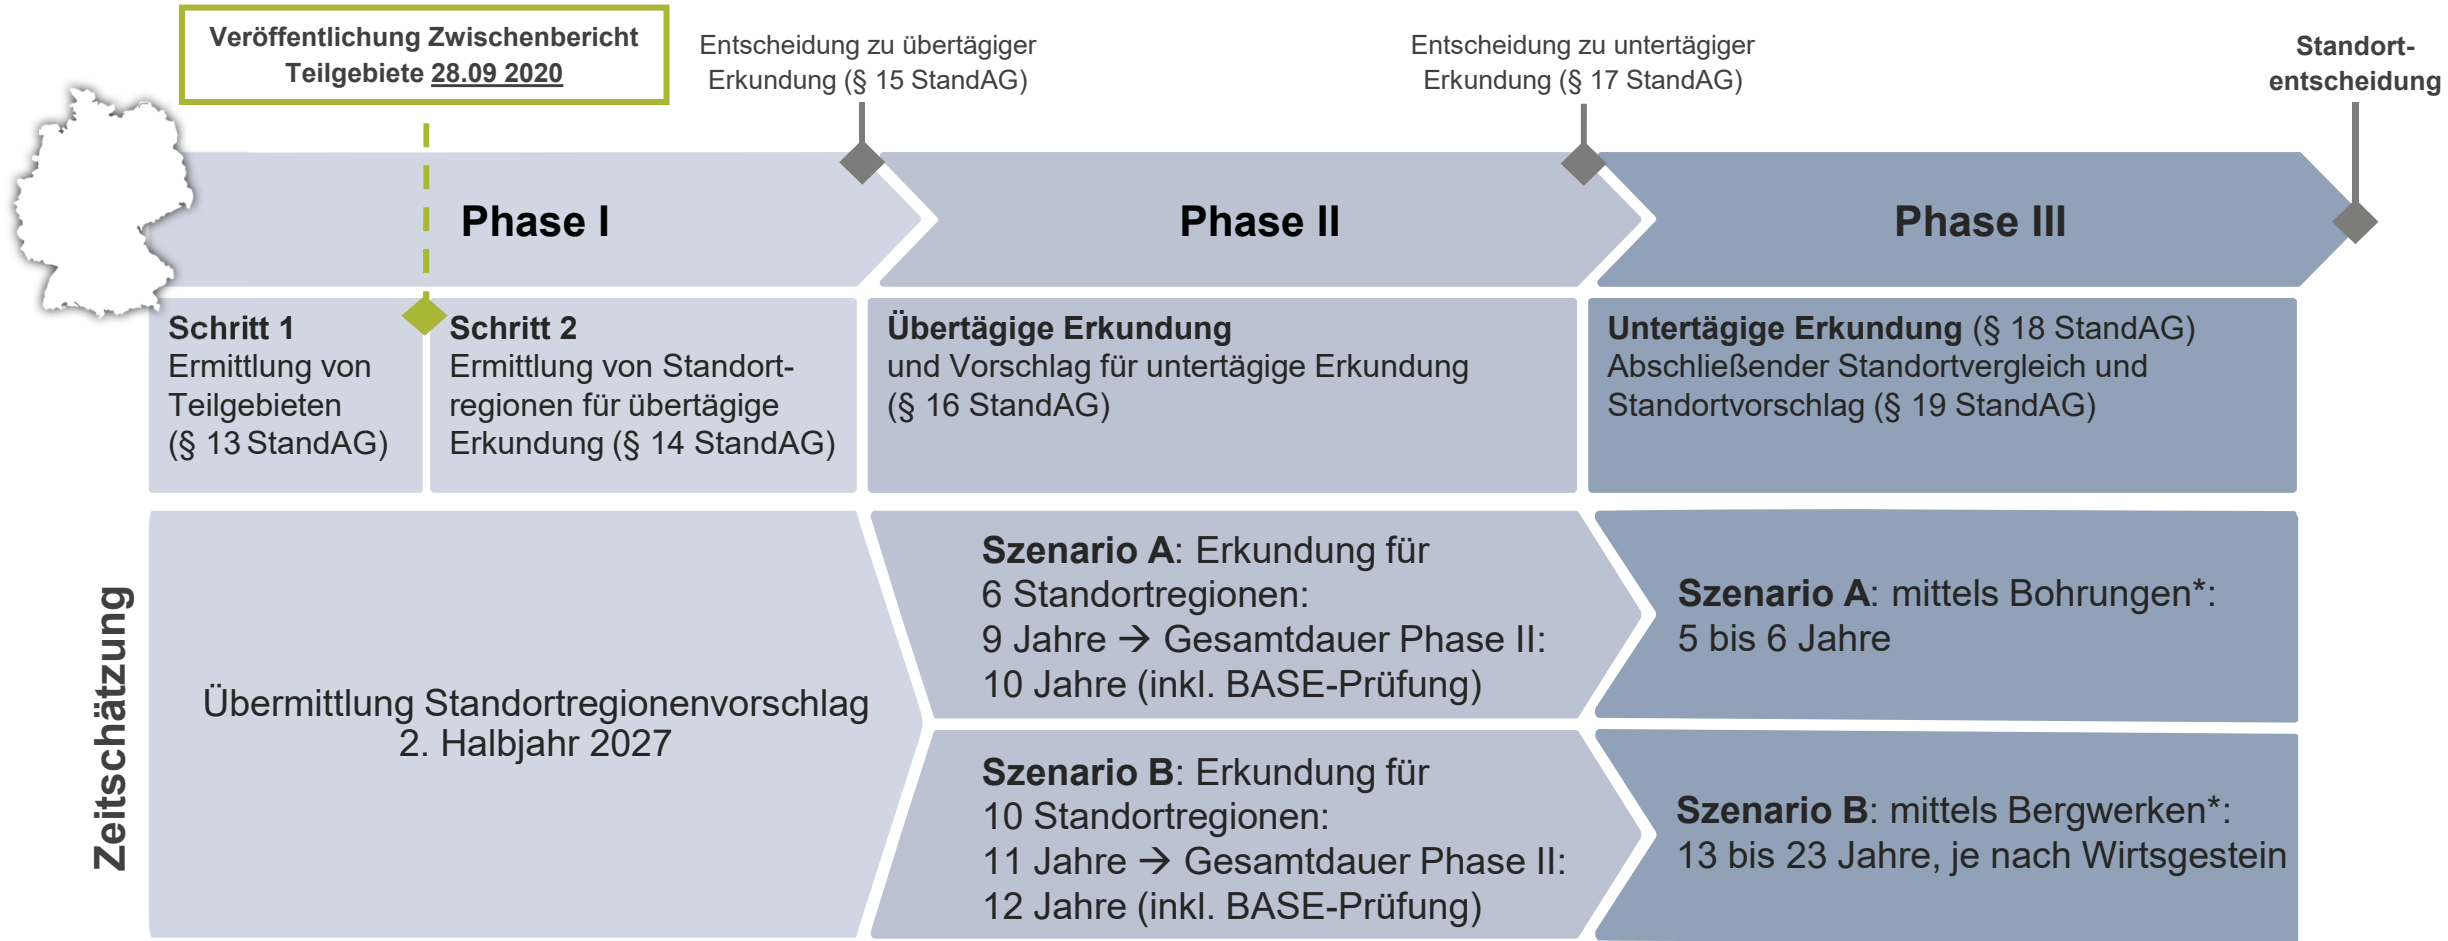 Veröffentlichung Zwischenbericht
Teilgebiete 28.09 2020
Entscheidung zu übertägiger
Erkundung (§ 15 StandAG)
Entscheidung zu untertägiger
Erkundung (§ 17 StandAG)
Standort-
entscheidung
Phase I
Phase II
Phase III
Schritt 1
Ermittlung von
Teilgebieten
(§ 13 StandAG)
Schritt 2
Ermittlung von Standort-
regionen für übertägige
Erkundung (§ 14 StandAG)
Übertägige Erkundung
und Vorschlag für untertägige Erkundung
(§ 16 StandAG)
Untertägige Erkundung (§ 18 StandAG)
Abschließender Standortvergleich und
Standortvorschlag (§ 19 StandAG)
Zeitschätzung
Übermittlung Standortregionenvorschlag
2. Halbjahr 2027
Szenario A: Erkundung für
6 Standortregionen:
9 Jahre → Gesamtdauer Phase II:
10 Jahre (inkl. BASE-Prüfung)
Szenario B: Erkundung für
10 Standortregionen:
11 Jahre → Gesamtdauer Phase II:
12 Jahre (inkl. BASE-Prüfung)
Szenario A: mittels Bohrungen*:
5 bis 6 Jahre
Szenario B: mittels Bergwerken*:
13 bis 23 Jahre, je nach Wirtsgestein